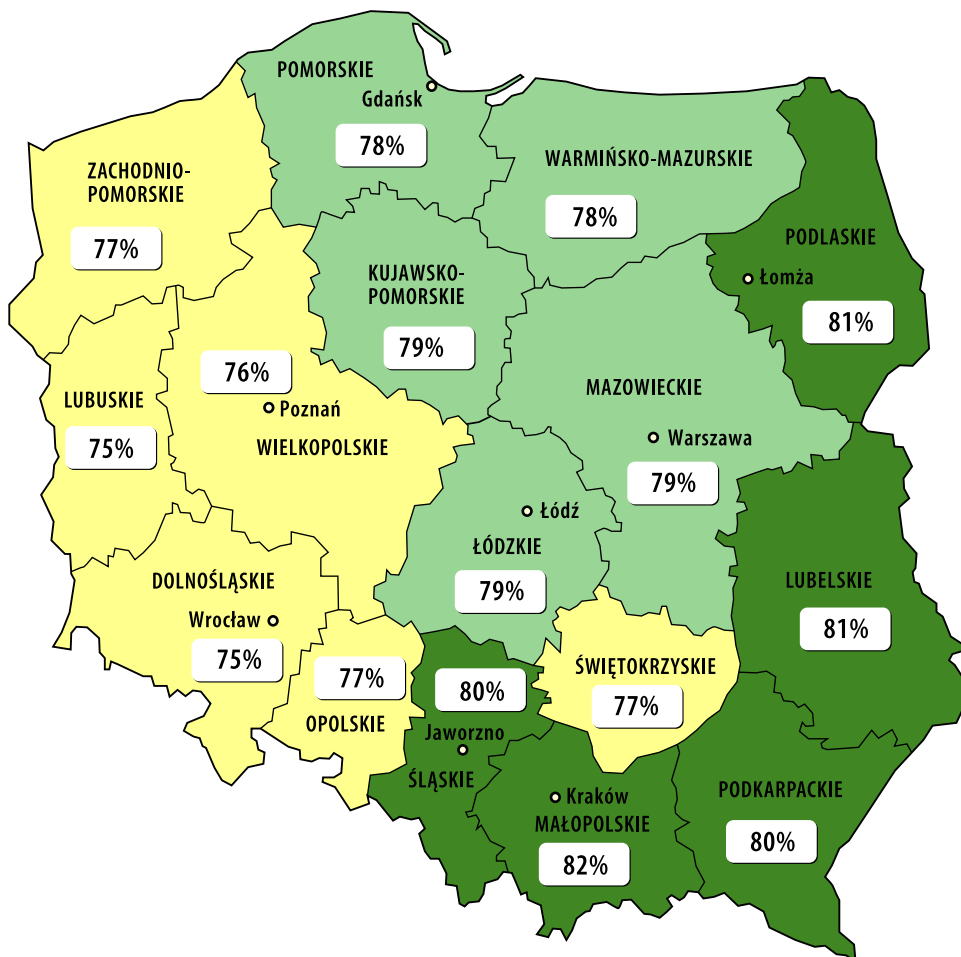 POMORSKIE
Gdańsk
78%
WARMIŃSKO-MAZURSKIE
78%
ZACHODNIO-
POMORSKIE
77%
PODLASKIE
Łomża
81%
KUJAWSKO-
POMORSKIE
79%
MAZOWIECKIE
Warszawa
79%
LUBUSKIE
75%
76%
Poznań
WIELKOPOLSKIE
Łódź
ŁÓDZKIE
79%
DOLNOŚLĄSKIE
Wrocław
75%
LUBELSKIE
81%
77%
OPOLSKIE
80%
Jaworzno
ŚLĄSKIE
ŚWIĘTOKRZYSKIE
77%
Kraków
MAŁOPOLSKIE
82%
PODKARPACKIE
80%